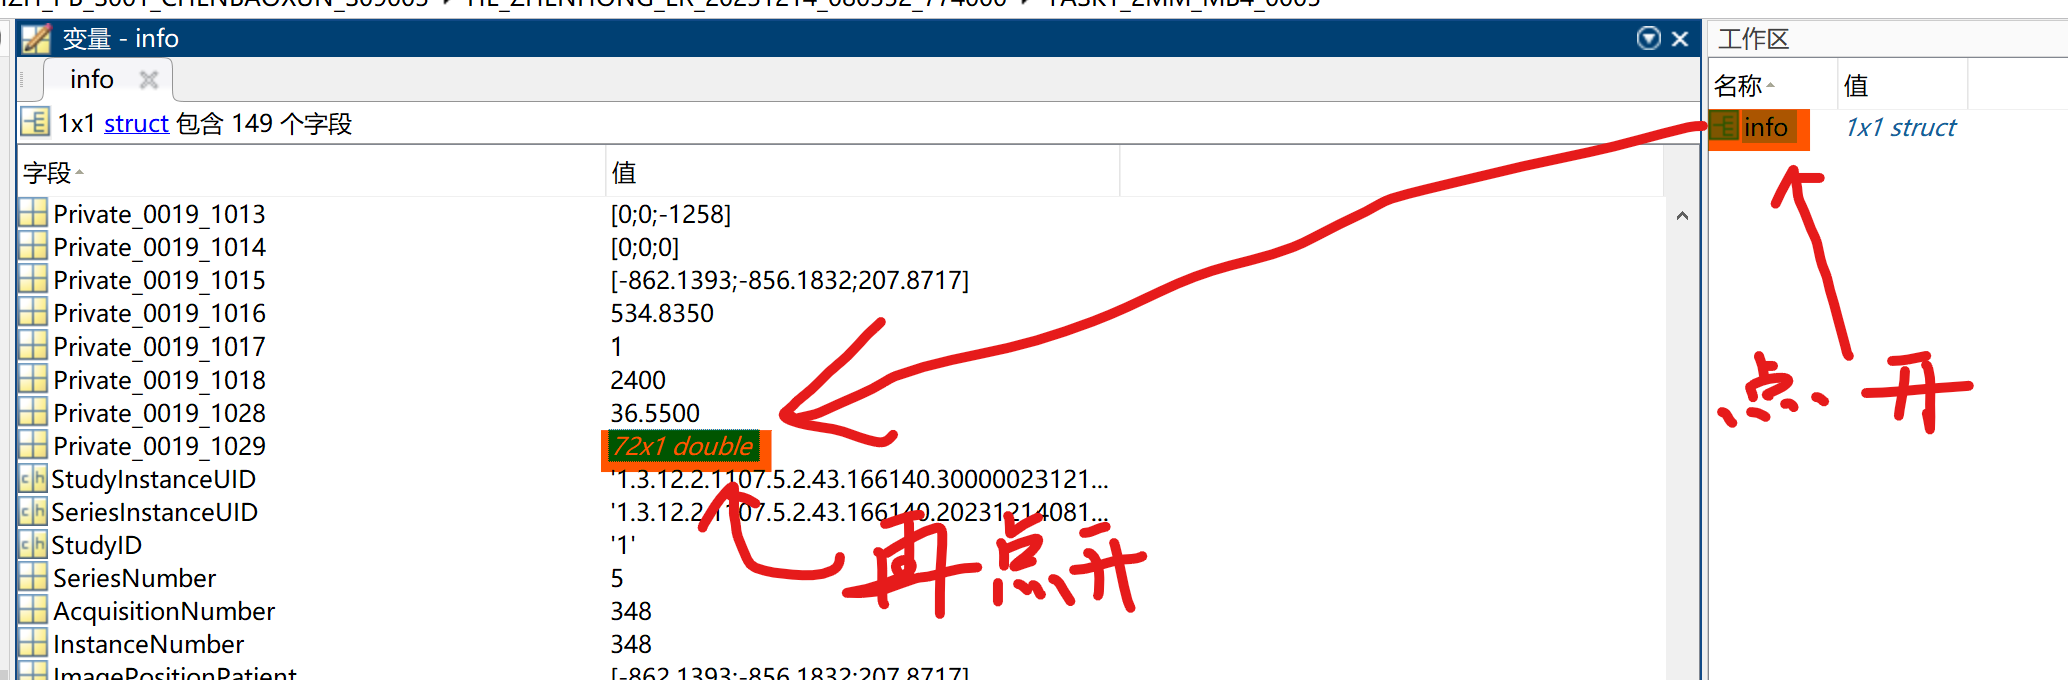 变量 - info
工作区
info
名称
值
1x1 struct 包含 149 个字段
info
1x1 struct
字段
值
Private_0019_1013
[0;0;-1258]
Private_0019_1014
[0;0;0]
Private_0019_1015
[-862.1393;-856.1832;207.8717]
Private_0019_1016
534.8350
Private_0019_1017
1
Private_0019_1018
2400
Private_0019_1028
36.5500
点开
Private_0019_1029
72x1 double
StudyInstanceUID
'1.3.12.2.1107.5.2.43.166140.30000023121...
SeriesInstanceUID
'1.3.12.2.1107.5.2.43.166140.20231214081...
StudyID
'1'
再点开
SeriesNumber
5
AcquisitionNumber
348
InstanceNumber
348
ImagePositionPatient
[-862.1393;-856.1832;207.8717]